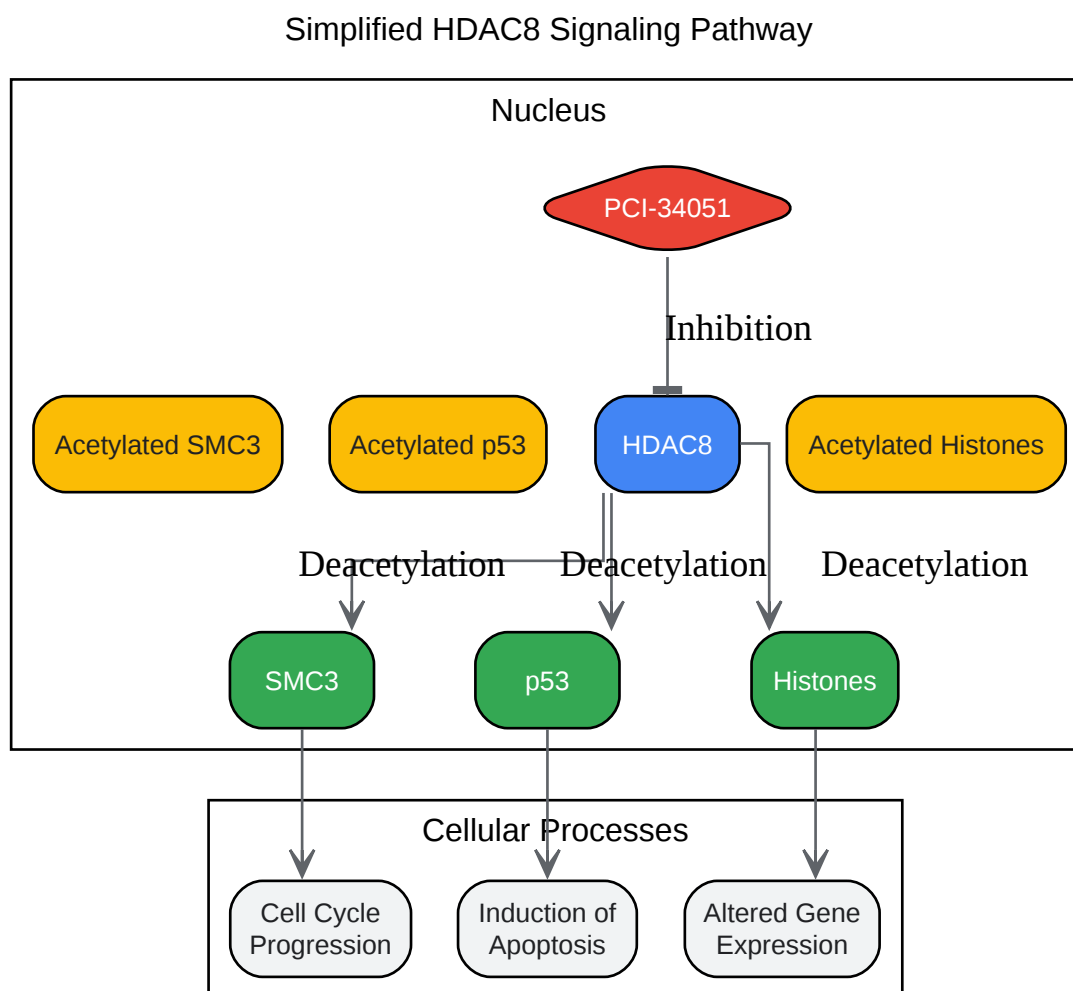 Simplified HDAC8 Signaling Pathway
Nucleus
PCI-34051
Inhibition
Acetylated SMC3
Acetylated p53
HDAC8
Acetylated Histones
Deacetylation
Deacetylation
Deacetylation
SMC3
p53
Histones
Cellular Processes
Cell Cycle
Progression
Induction of
Apoptosis
Altered Gene
Expression